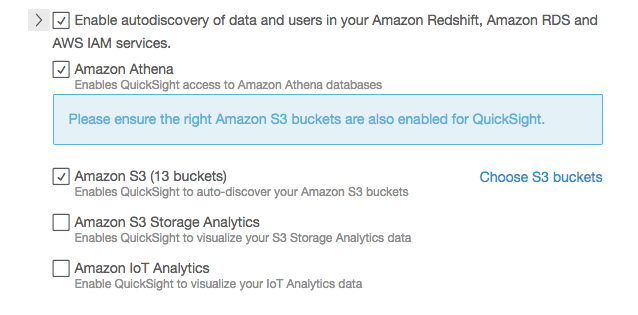 Enable autodiscovery of data and users in your Amazon Redshift, Amazon RDS and
AWS IAM services.
Amazon Athena
Enables QuickSight access to Amazon Athena databases
Please ensure the right Amazon S3 buckets are also enabled for QuickSight.
Amazon S3 (13 buckets)
Choose S3 buckets
Enables QuickSight to auto-discover your Amazon S3 buckets
Amazon S3 Storage Analytics
Enables QuickSight to visualize your S3 Storage Analytics data
Amazon IoT Analytics
Enable QuickSight to visualize your IoT Analytics data